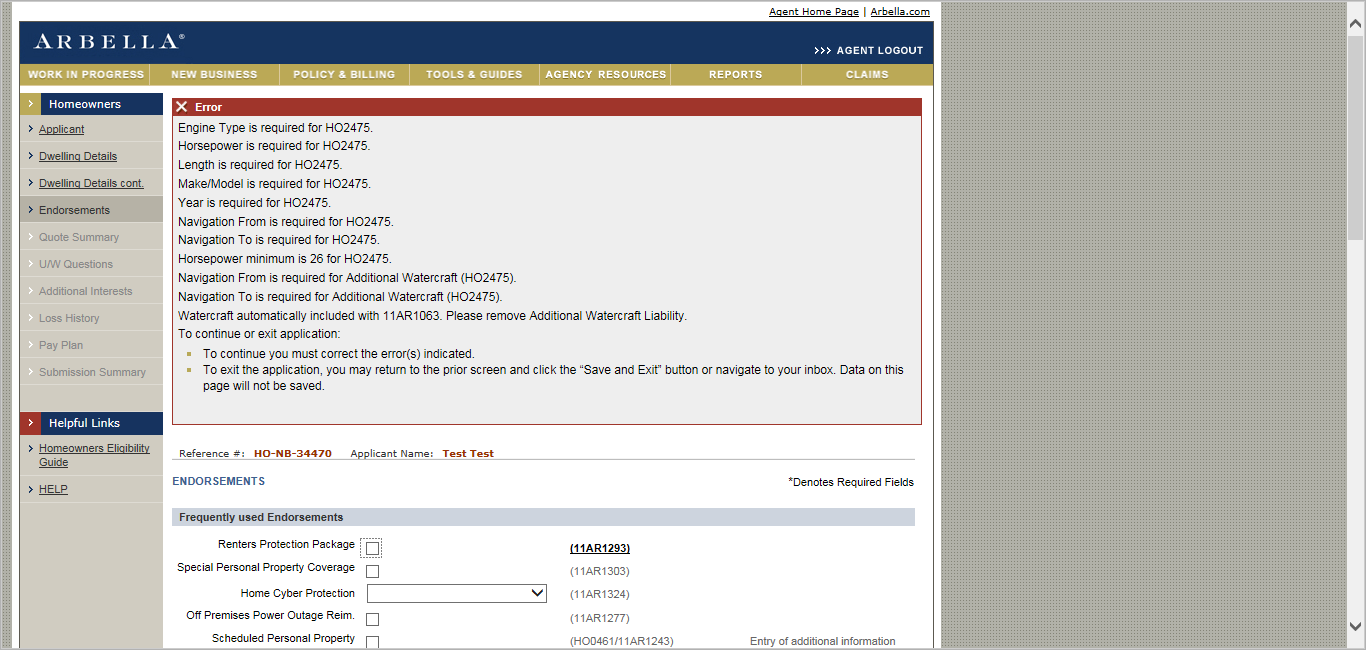 Agent Home Page | Arbella.com
ARBELLA®
>>> AGENT LOGOUT
WORK IN PROGRESS NEW BUSINESS POLICY & BILLING TOOLS & GUIDES AGENCY RESOURCES REPORTS CLAIMS
Homeowners
Applicant
Dwelling Details
Dwelling Details cont.
Endorsements
Quote Summary
U/W Questions
Additional Interests
Loss History
Pay Plan
Submission Summary
Helpful Links
Homeowners Eligibility
Guide
HELP
Error
Engine Type is required for HO2475.
Horsepower is required for HO2475.
Length is required for HO2475.
Make/Model is required for HO2475.
Year is required for HO2475.
Navigation From is required for HO2475.
Navigation To is required for HO2475.
Horsepower minimum is 26 for HO2475.
Navigation From is required for Additional Watercraft (HO2475).
Navigation To is required for Additional Watercraft (HO2475).
Watercraft automatically included with 11AR1063. Please remove Additional Watercraft Liability.
To continue or exit application:
To continue you must correct the error(s) indicated.
To exit the application, you may return to the prior screen and click the “Save and Exit” button or navigate to your inbox. Data on this
page will not be saved.
Reference #: HO-NB-34470 Applicant Name: Test Test
ENDORSEMENTS *Denotes Required Fields
Frequently used Endorsements
Renters Protection Package (11AR1293)
Special Personal Property Coverage (11AR1303)
Home Cyber Protection (11AR1324)
Off Premises Power Outage Reim. (11AR1277)
Scheduled Personal Property (HO0461/11AR1243) Entry of additional information